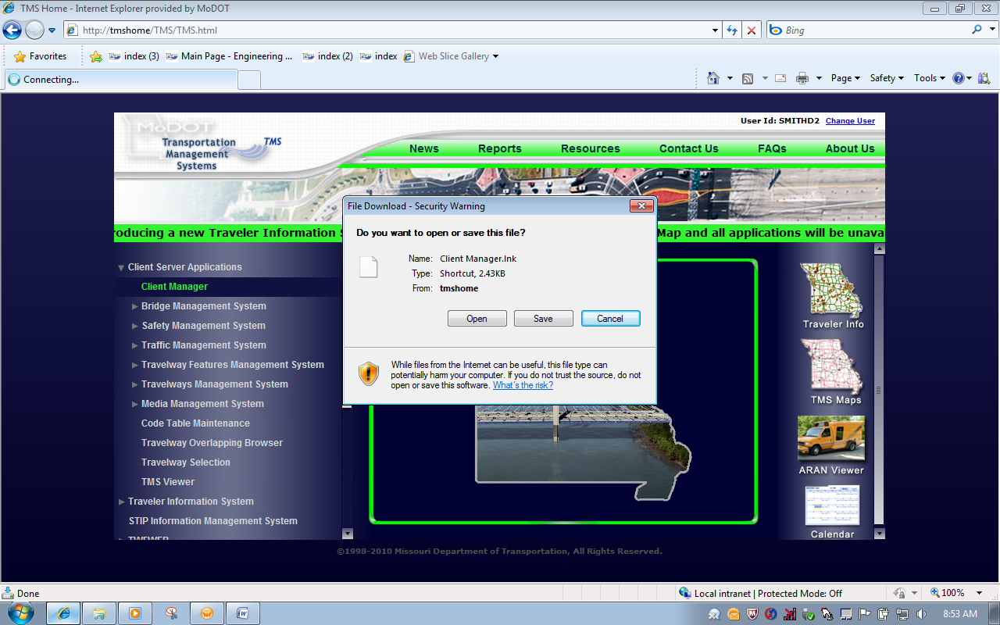 TMS Home - Internet Explorer provided by MoDOT
http://tmshome/TMS/TMS.html
Bing
Favorites
index (3)
Main Page - Engineering ...
index (2)
index
Web Slice Gallery
Connecting...
Page
Safety
Tools
MoDOT
Transportation
Management
Systems
TMS
User Id: SMITHD2 Change User
News
Reports
Resources
Contact Us
FAQs
About Us
roducing a new Traveler Information
Map and all applications will be unava
File Download - Security Warning
Do you want to open or save this file?
Name: Client Manager.lnk
Type: Shortcut, 2.43KB
From: tmshome
Open
Save
Cancel
While files from the Internet can be useful, this file type can
potentially harm your computer. If you do not trust the source, do not
open or save this software. What's the risk?
Client Server Applications
Client Manager
Bridge Management System
Safety Management System
Traffic Management System
Travelway Features Management System
Travelways Management System
Media Management System
Code Table Maintenance
Travelway Overlapping Browser
Travelway Selection
TMS Viewer
Traveler Information System
STIP Information Management System
Traveler Info
TMS Maps
ARAN Viewer
Calendar
©1998-2010 Missouri Department of Transportation, All Rights Reserved.
Done
Local intranet | Protected Mode: Off
100%
8:53 AM